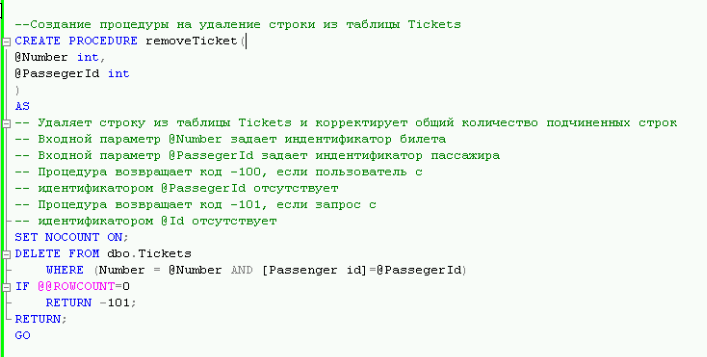 --Создание процедуры на удаление строки из таблицы Tickets
CREATE PROCEDURE removeTicket(
@Number int,
@PassegerId int
)
AS
-- Удаляет строку из таблицы Tickets и корректирует общий количество подчиненных строк
-- Входной параметр @Number задает индентификатор билета
-- Входной параметр @PassegerId задает индентификатор пассажира
-- Процедура возвращает код -100, если пользователь с
-- идентификатором @PassegerId отсутствует
-- Процедура возвращает код -101, если запрос с
-- идентификатором @Id отсутствует
SET NOCOUNT ON;
DELETE FROM dbo.Tickets
WHERE (Number = @Number AND [Passenger id]=@PassegerId)
IF @@ROWCOUNT=0
RETURN -101;
RETURN;
GO